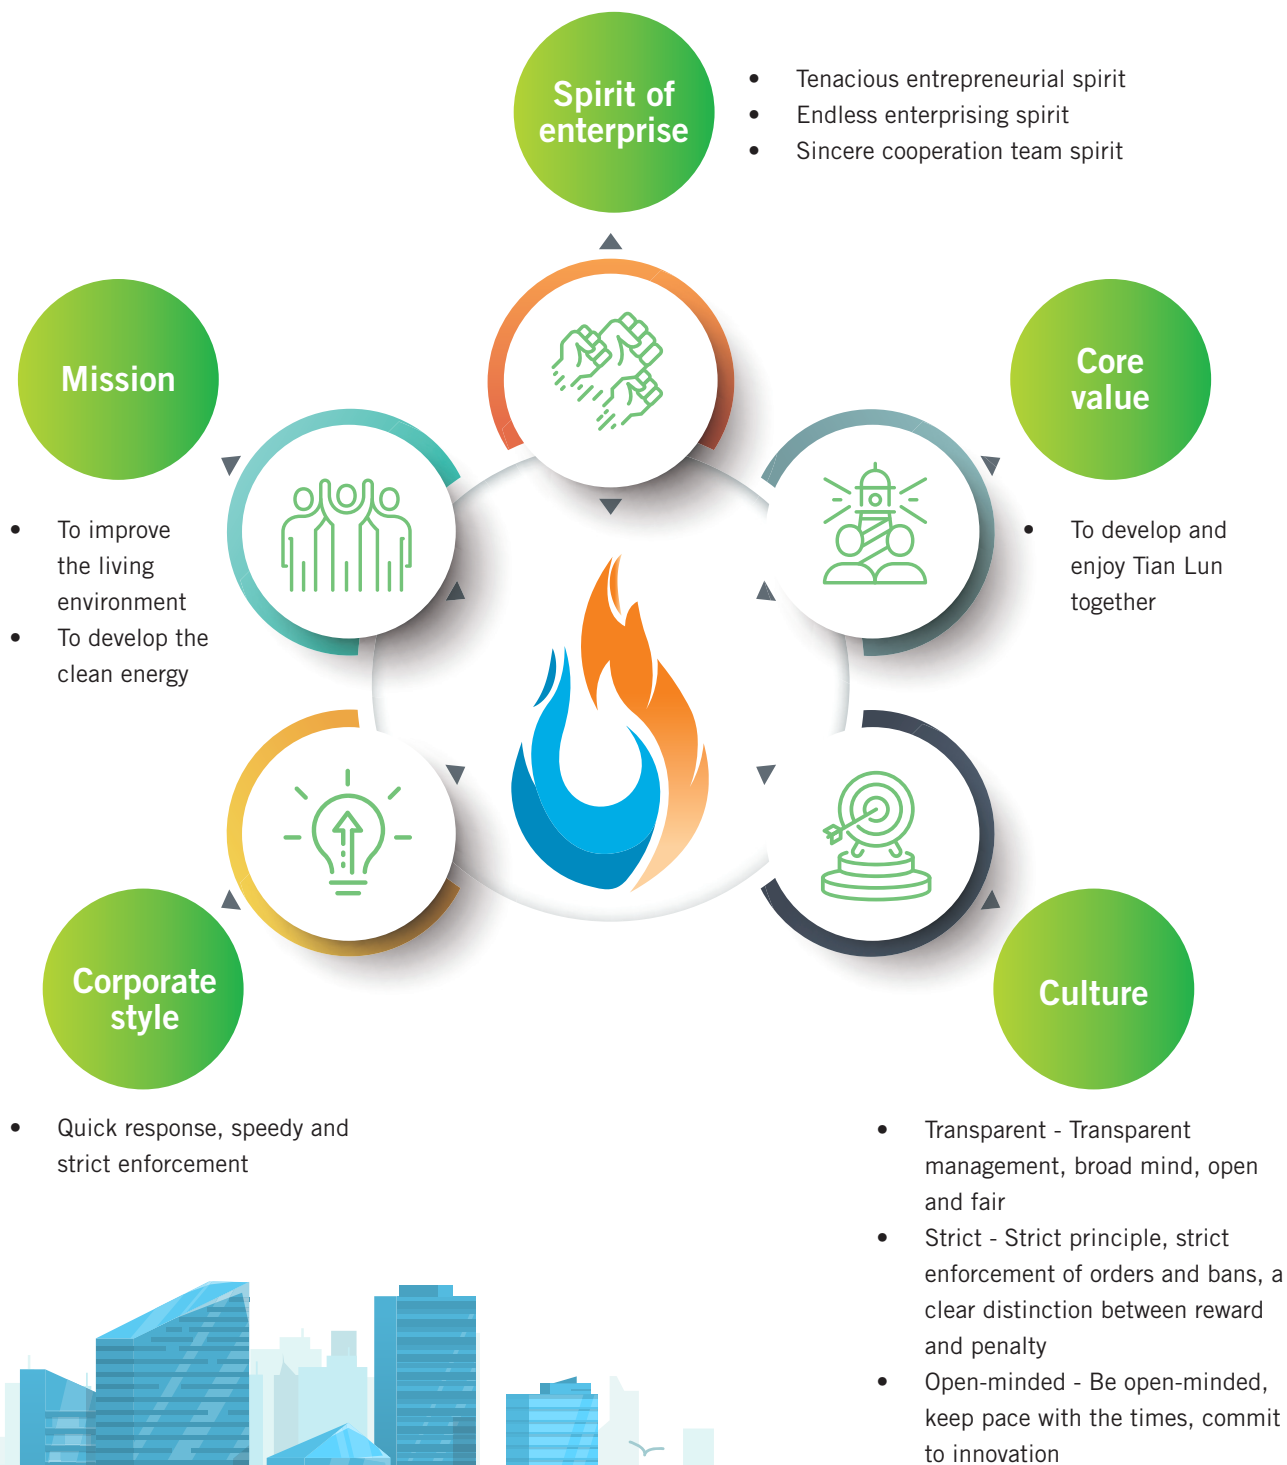 Spirit of
enterprise
• Tenacious entrepreneurial spirit
• Endless enterprising spirit
• Sincere cooperation team spirit
Mission
• To improve
the living
environment
• To develop the
clean energy
Core
value
• To develop and
enjoy Tian Lun
together
Corporate
style
• Quick response, speedy and
strict enforcement
Culture
• Transparent - Transparent
management, broad mind, open
and fair
• Strict - Strict principle, strict
enforcement of orders and bans, a
clear distinction between reward
and penalty
• Open-minded - Be open-minded,
keep pace with the times, commit
to innovation